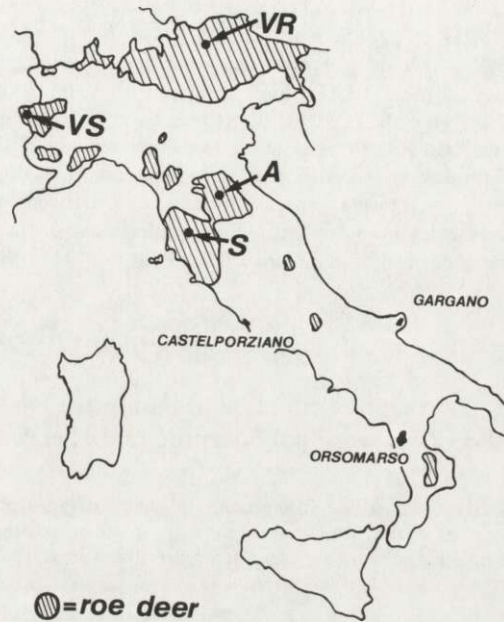 VR
VS
A
S
GARGANO
CASTELPORZIANO
ORSOMARSO
=roe deer